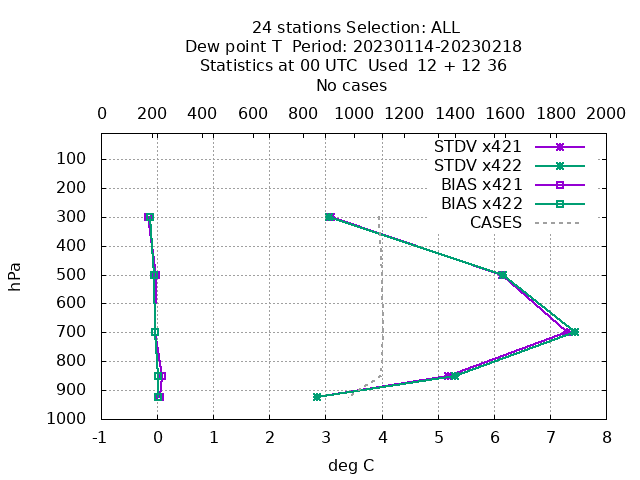 24 stations Selection: ALL
Dew point T  Period: 20230114-20230218
Statistics at 00 UTC  Used  12 + 12 36
No cases
0 200 400 600 800 1000 1200 1400 1600 1800 2000
STDV x421
STDV x422
BIAS x421
BIAS x422
CASES
hPa
100
200
300
400
500
600
700
800
900
1000
-1 0 1 2 3 4 5 6 7 8
deg C